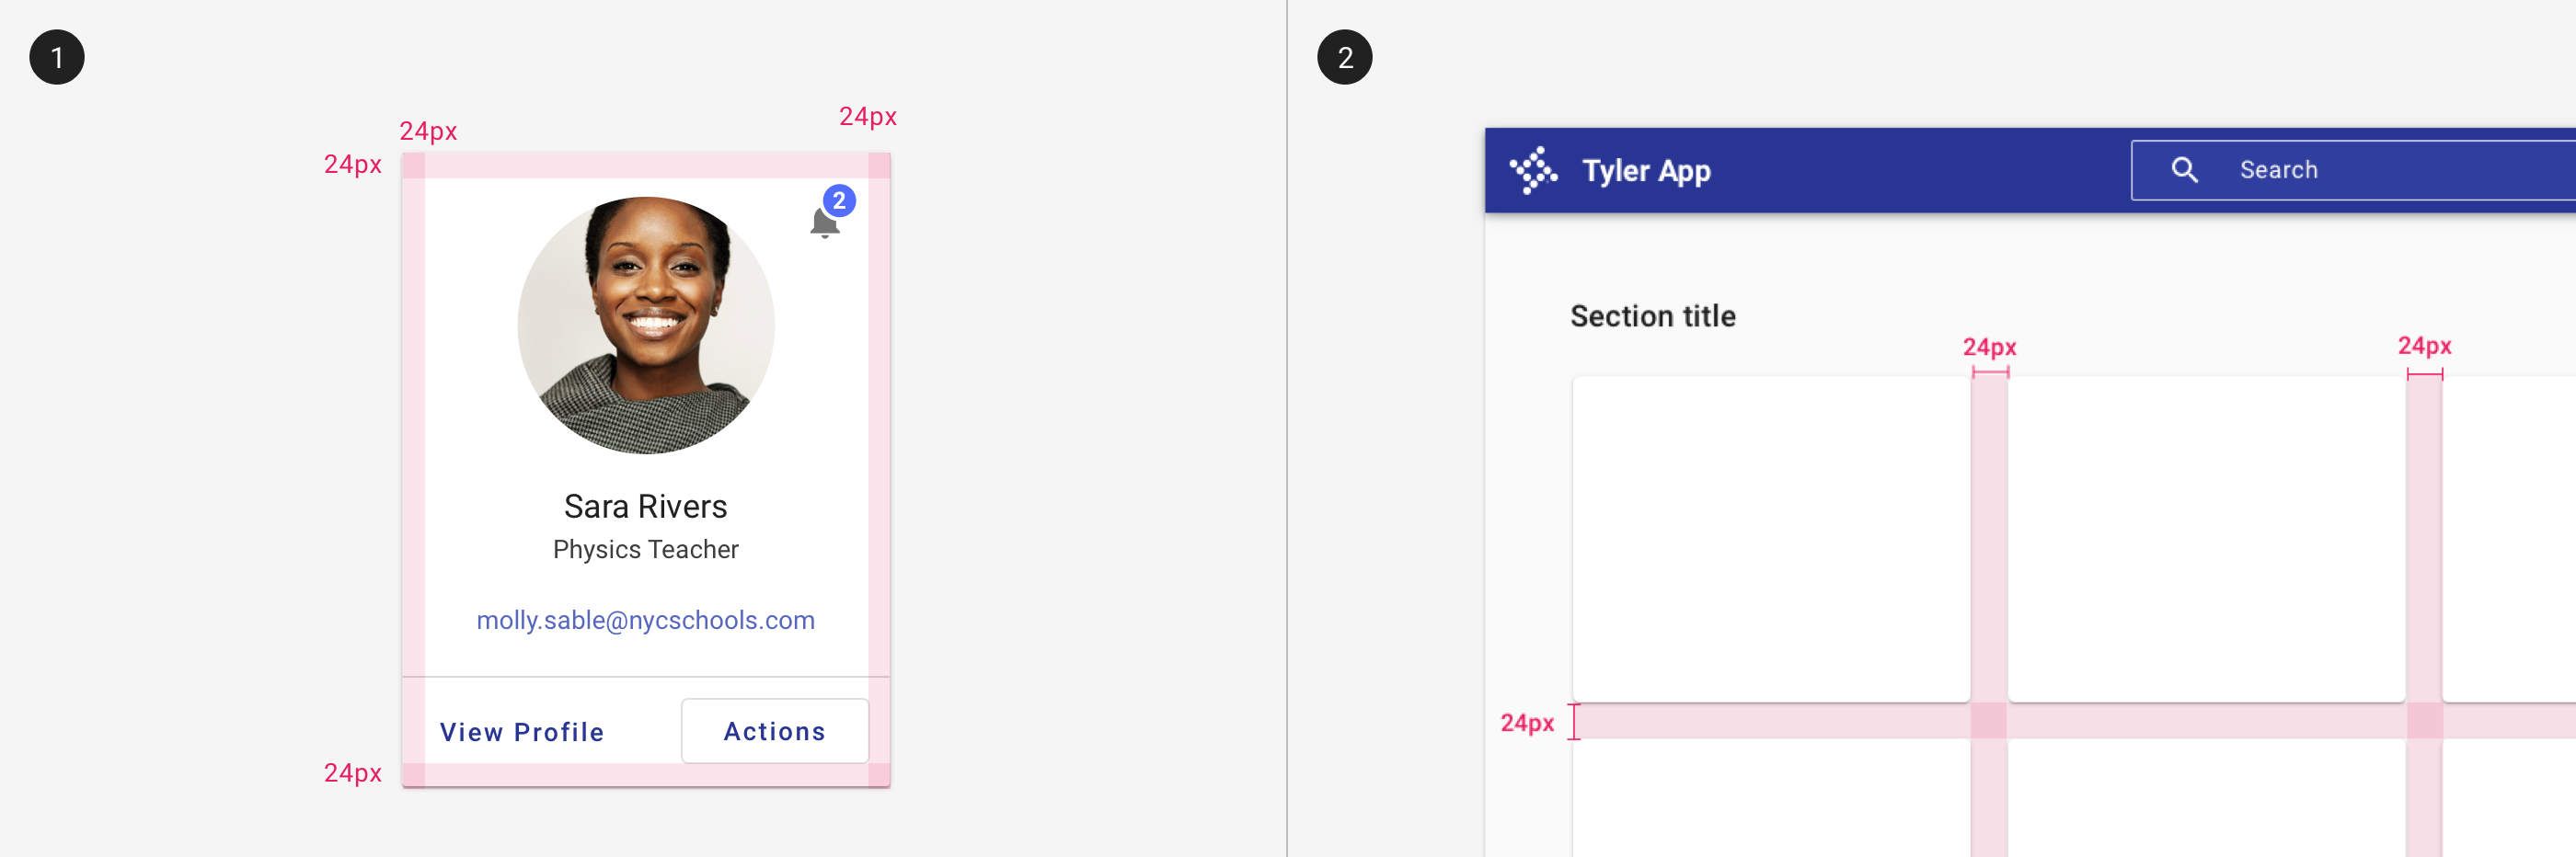 1
24px
24px
24px
2
Sara Rivers
Physics Teacher
molly.sable@nycschools.com
View Profile
Actions
24px
2
Tyler App
Search
Section title
24px
24px
24px